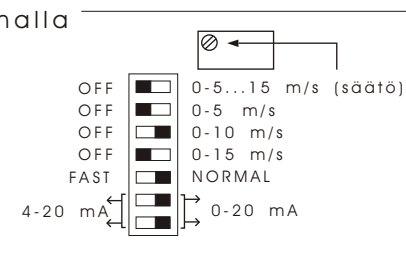 halla
OFF 0-5...15 m/s (säätö)
OFF 0-5 m/s
OFF 0-10 m/s
OFF 0-15 m/s
FAST NORMAL
4-20 mA 0-20 mA